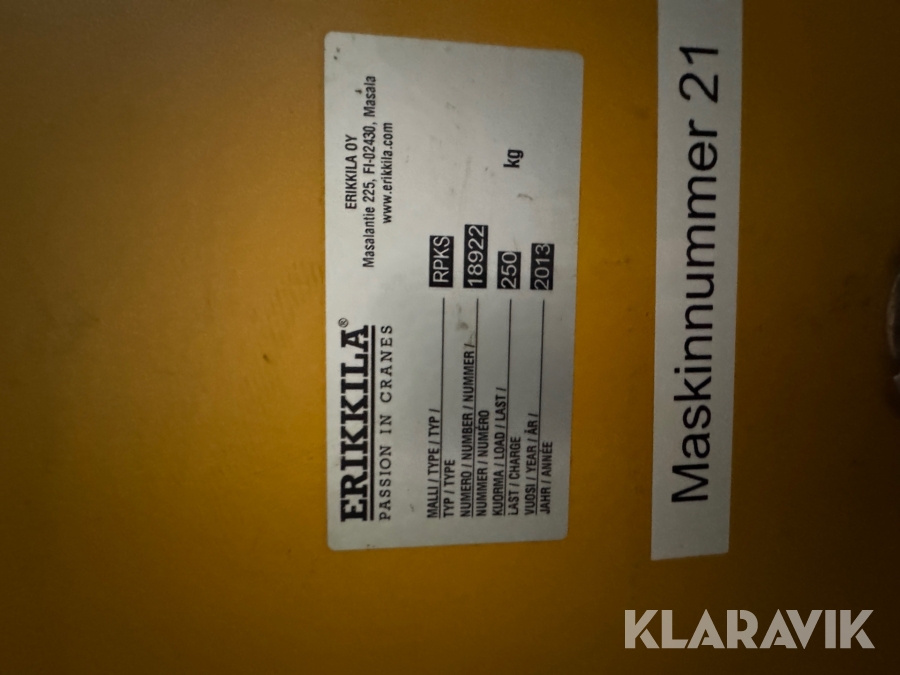 ERIKKILA®
PASSION IN CRANES
ERIKKILA OY
Masalantie 225, FI-02430, Masala
www.erikkila.com
MALLI / TYPE / TYP / RPKS
TYP / TYPE
NUMERO / NUMBER / NUMMER / 18922
NUMMER / NUMÉRO
KUORMA / LOAD / LAST / 250 kg
LAST / CHARGE
VUOSI / YEAR / ÅR / 2013
JAHR / ANNÉE
Maskinnummer 21
KLARAVIK